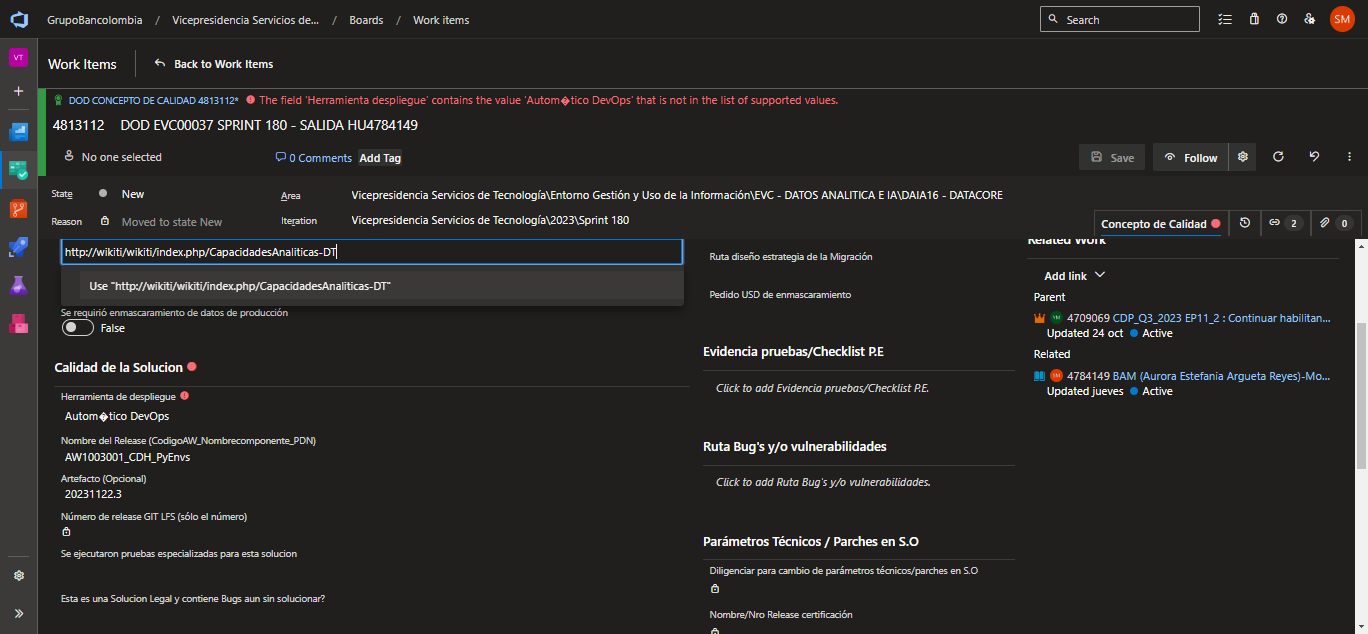 GrupoBancolombia / Vicepresidencia Servicios de... / Boards / Work items
Search
SM
VT
Work Items
Back to Work Items
DOD CONCEPTO DE CALIDAD 4813112*
The field 'Herramienta despliegue' contains the value 'Autom�tico DevOps' that is not in the list of supported values.
4813112 DOD EVC00037 SPRINT 180 - SALIDA HU4784149
No one selected
0 Comments
Add Tag
Save
Follow
State
New
Area
Vicepresidencia Servicios de Tecnología\Entorno Gestión y Uso de la Información\EVC - DATOS ANALITICA E IA\DAIA16 - DATACORE
Reason
Moved to state New
Iteration
Vicepresidencia Servicios de Tecnología\2023\Sprint 180
Concepto de Calidad
2
0
http://wikiti/wikiti/index.php/CapacidadesAnaliticas-DT
Use "http://wikiti/wikiti/index.php/CapacidadesAnaliticas-DT"
Se requirió enmascaramiento de datos de producción
False
Calidad de la Solucion
Herramienta de despliegue
Autom�tico DevOps
Nombre del Release (CodigoAW_Nombrecomponente_PDN)
AW1003001_CDH_PyEnvs
Artefacto (Opcional)
20231122.3
Número de release GIT LFS (sólo el número)
Se ejecutaron pruebas especializadas para esta solucion
Esta es una Solucion Legal y contiene Bugs aun sin solucionar?
Ruta diseño estrategia de la Migración
Pedido USD de enmascaramiento
Evidencia pruebas/Checklist P.E
Click to add Evidencia pruebas/Checklist P.E.
Ruta Bug's y/o vulnerabilidades
Click to add Ruta Bug's y/o vulnerabilidades.
Parámetros Técnicos / Parches en S.O
Diligenciar para cambio de parámetros técnicos/parches en S.O
Nombre/Nro Release certificación
Related Work
Add link
Parent
VM 4709069 CDP_Q3_2023 EP11_2 : Continuar habilitan...
Updated 24 oct Active
Related
SM 4784149 BAM (Aurora Estefania Argueta Reyes)-Mo...
Updated jueves Active